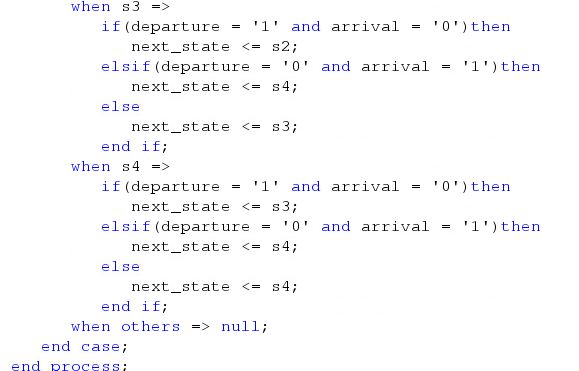 when s3 =>
if(departure = '1' and arrival = '0')then
next_state <= s2;
elsif(departure = '0' and arrival = '1')then
next_state <= s4;
else
next_state <= s3;
end if;
when s4 =>
if(departure = '1' and arrival = '0')then
next_state <= s3;
elsif(departure = '0' and arrival = '1')then
next_state <= s4;
else
next_state <= s4;
end if;
when others => null;
end case;
end process;